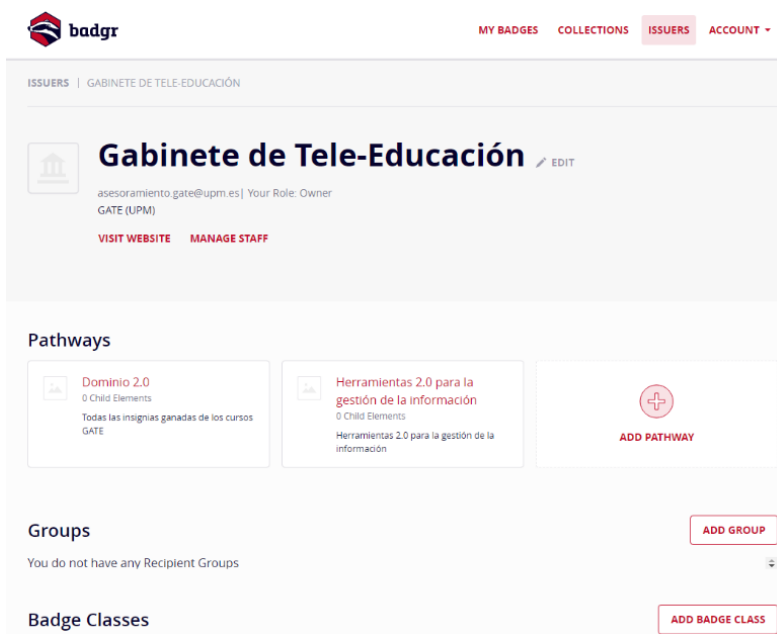 badgr
MY BADGES COLLECTIONS ISSUERS ACCOUNT
ISSUERS | GABINETE DE TELE-EDUCACIÓN
Gabinete de Tele-Educación EDIT
asesoramiento.gate@upm.es| Your Role: Owner
GATE (UPM)
VISIT WEBSITE MANAGE STAFF
Pathways
Dominio 2.0
0 Child Elements
Todas las insignias ganadas de los cursos
GATE
Herramientas 2.0 para la
gestión de la información
0 Child Elements
Herramientas 2.0 para la gestión de la
información
ADD PATHWAY
Groups
ADD GROUP
You do not have any Recipient Groups
Badge Classes
ADD BADGE CLASS